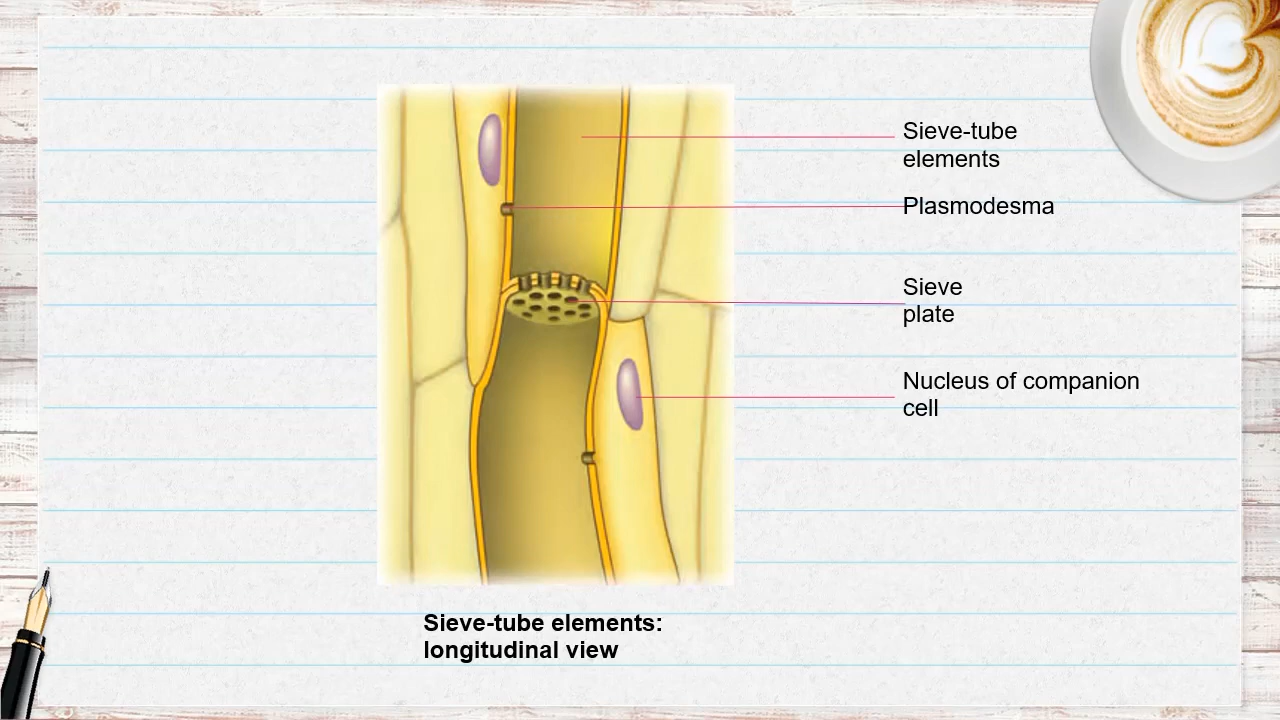 Sieve-tube
elements
Plasmodesma
Sieve
plate
Nucleus of companion
cell
Sieve-tube elements:
longitudinal view